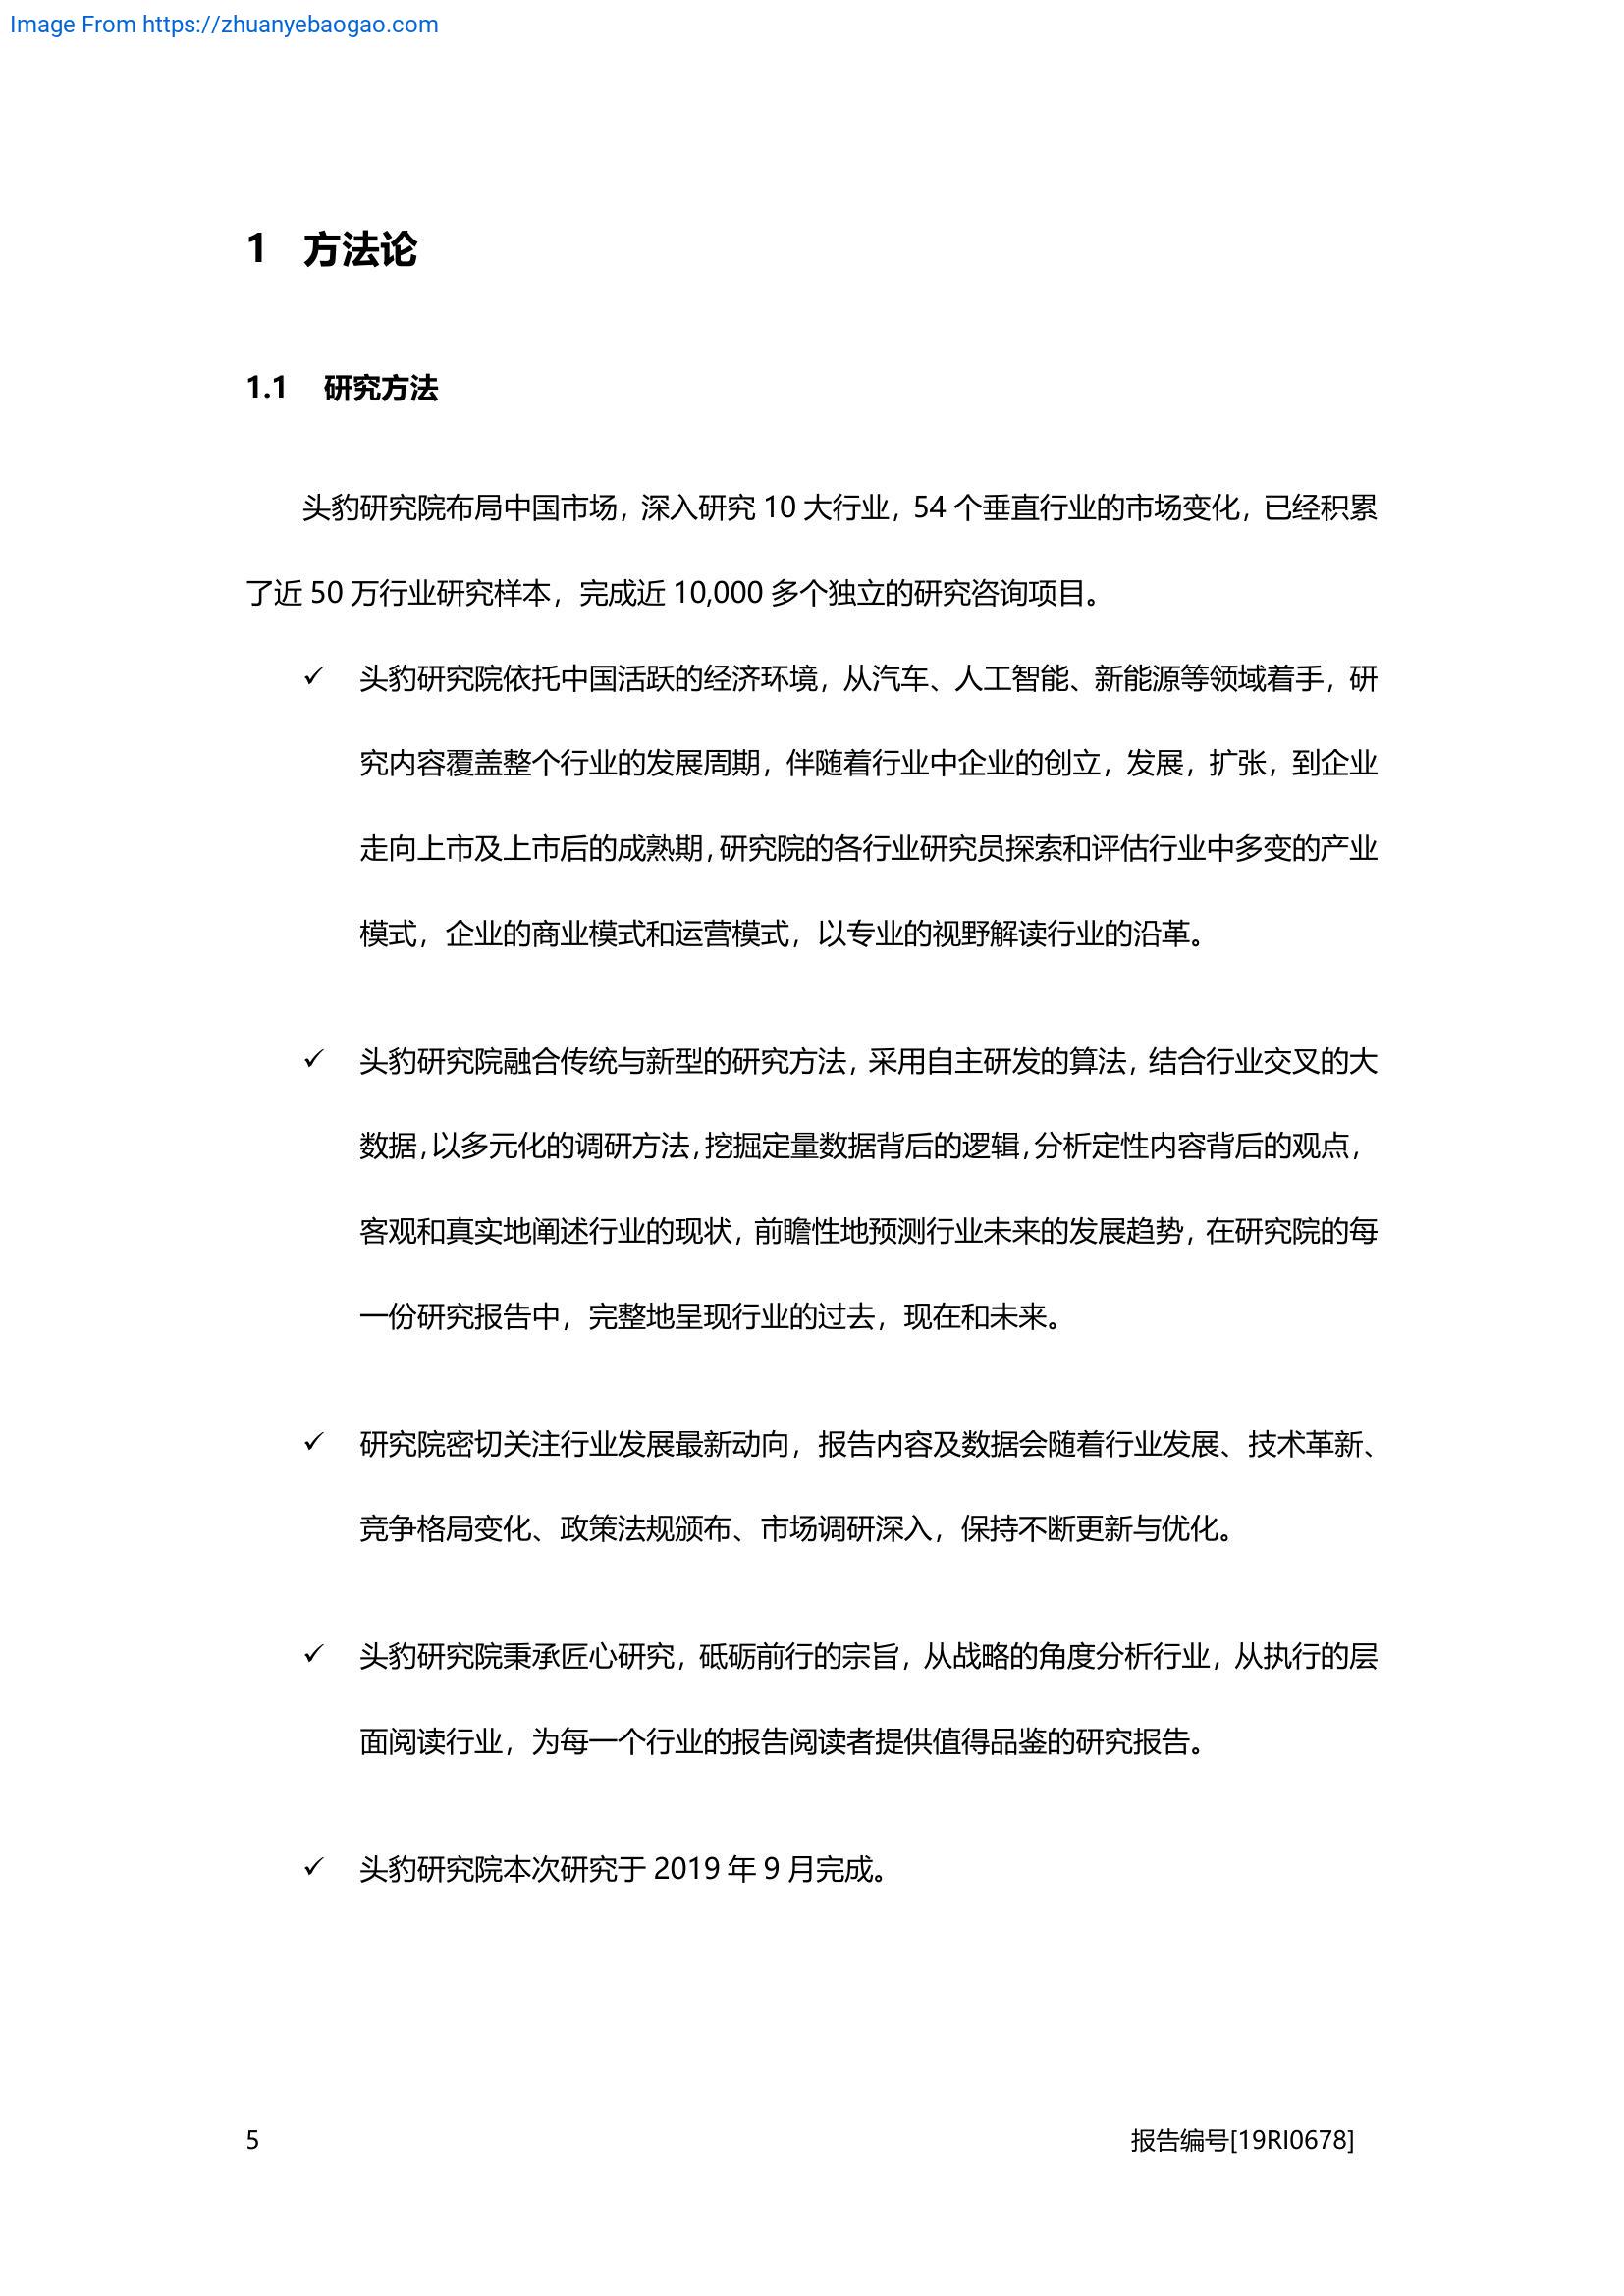 Image From https://zhuanyebaogao.com
1 方法论
1.1 研究方法
头豹研究院布局中国市场，深入研究 10 大行业，54 个垂直行业的市场变化，已经积累
了近 50 万行业研究样本，完成近 10,000 多个独立的研究咨询项目。
✓ 头豹研究院依托中国活跃的经济环境，从汽车、人工智能、新能源等领域着手，研
究内容覆盖整个行业的发展周期，伴随着行业中企业的创立，发展，扩张，到企业
走向上市及上市后的成熟期，研究院的各行业研究员探索和评估行业中多变的产业
模式，企业的商业模式和运营模式，以专业的视野解读行业的沿革。
✓ 头豹研究院融合传统与新型的研究方法，采用自主研发的算法，结合行业交叉的大
数据，以多元化的调研方法，挖掘定量数据背后的逻辑，分析定性内容背后的观点，
客观和真实地阐述行业的现状，前瞻性地预测行业未来的发展趋势，在研究院的每
一份研究报告中，完整地呈现行业的过去，现在和未来。
✓ 研究院密切关注行业发展最新动向，报告内容及数据会随着行业发展、技术革新、
竞争格局变化、政策法规颁布、市场调研深入，保持不断更新与优化。
✓ 头豹研究院秉承匠心研究，砥砺前行的宗旨，从战略的角度分析行业，从执行的层
面阅读行业，为每一个行业的报告阅读者提供值得品鉴的研究报告。
✓ 头豹研究院本次研究于 2019 年 9 月完成。
5 报告编号[19RI0678]